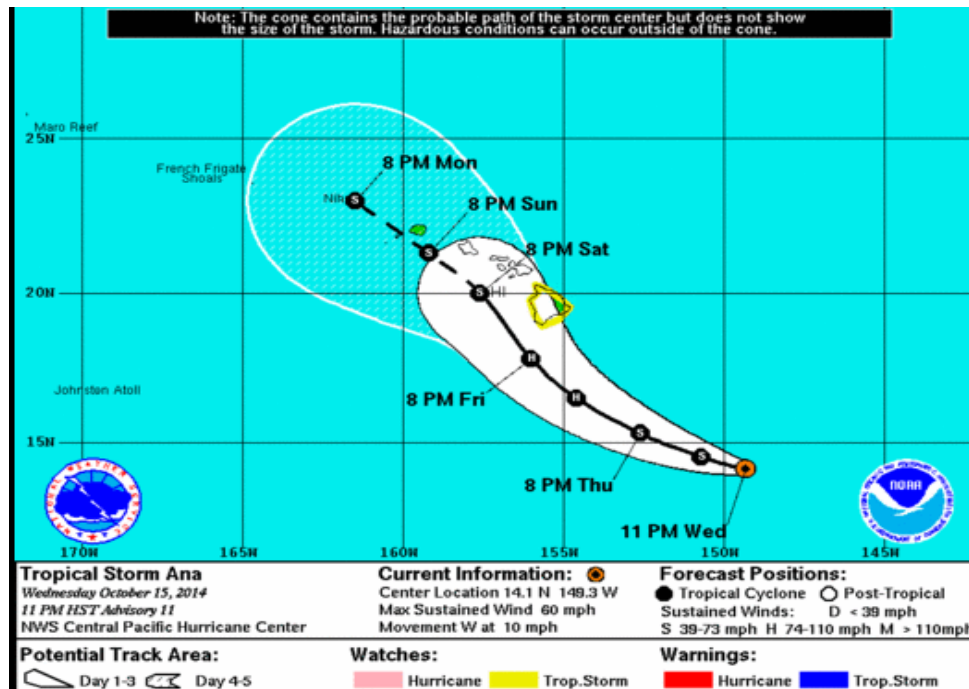 Note: The cone contains the probable path of the storm center but does not show
the size of the storm. Hazardous conditions can occur outside of the cone.
Maro Reef
25N
French Frigate
Shoals
8 PM Mon
8 PM Sun
S
S
8 PM Sat
20N
S
HI
H
8 PM Fri
H
Johnston Atoll
15N
S
S
8 PM Thu
NOAA
11 PM Wed
170W 165W 160W 155W 150W 145W
Tropical Storm Ana
Wednesday October 15, 2014
11 PM HST Advisory 11
NWS Central Pacific Hurricane Center
Current Information:
Center Location 14.1 N 149.3 W
Max Sustained Wind 60 mph
Movement W at 10 mph
Forecast Positions:
Tropical Cyclone Post-Tropical
Sustained Winds: D < 39 mph
S 39-73 mph H 74-110 mph M > 110mph
Potential Track Area:
Day 1-3 Day 4-5
Watches:
Hurricane Trop.Storm
Warnings:
Hurricane Trop.Storm